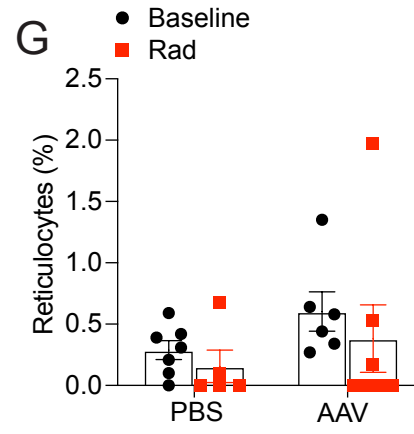 G
Baseline
Rad
Reticulocytes (%)
2.5
2.0
1.5
1.0
0.5
0.0
PBS
AAV